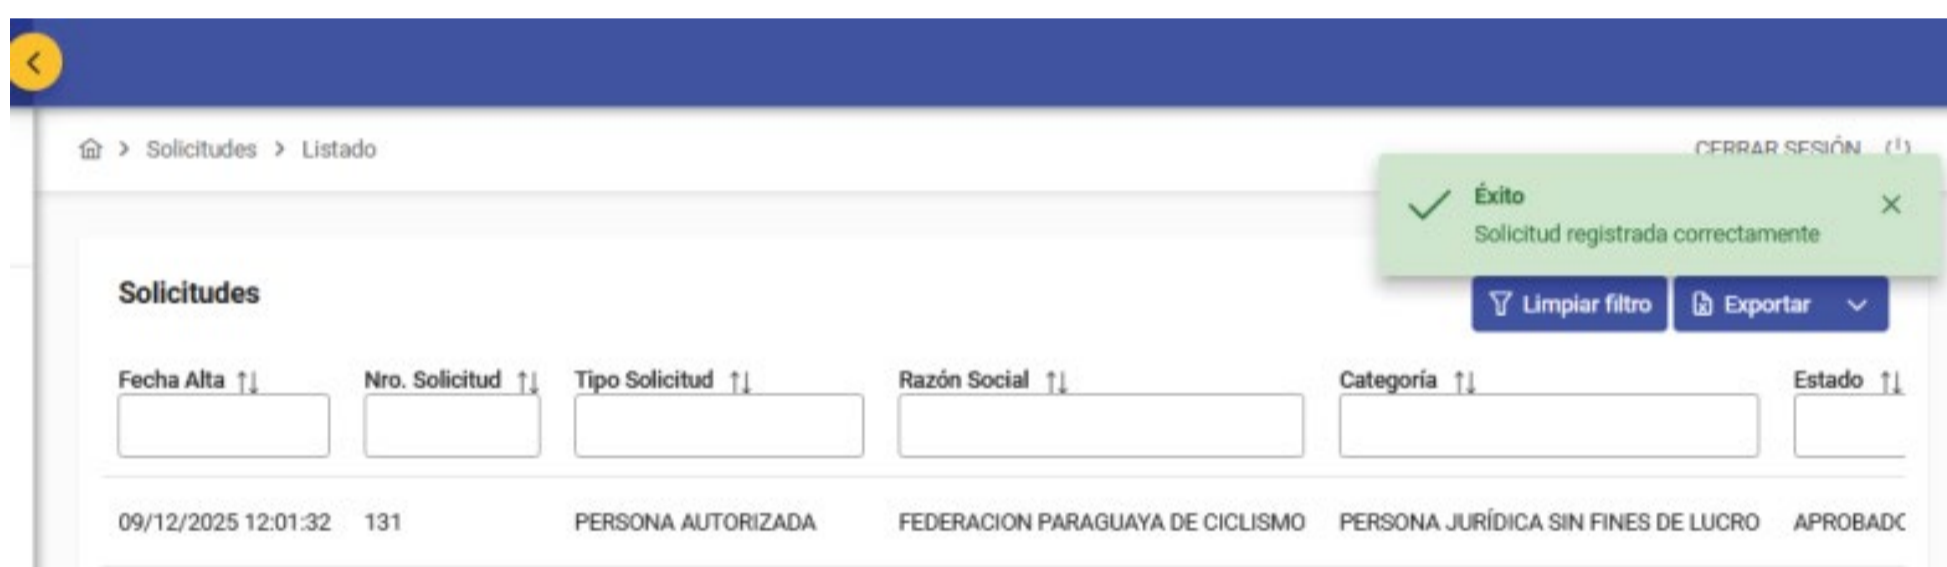 Solicitudes > Listado
CERRAR SESIÓN
Éxito
Solicitud registrada correctamente
Solicitudes
Limpiar filtro
Exportar
Fecha Alta Nro. Solicitud Tipo Solicitud Razón Social Categoría Estado
09/12/2025 12:01:32 131 PERSONA AUTORIZADA FEDERACION PARAGUAYA DE CICLISMO PERSONA JURÍDICA SIN FINES DE LUCRO APROBADO